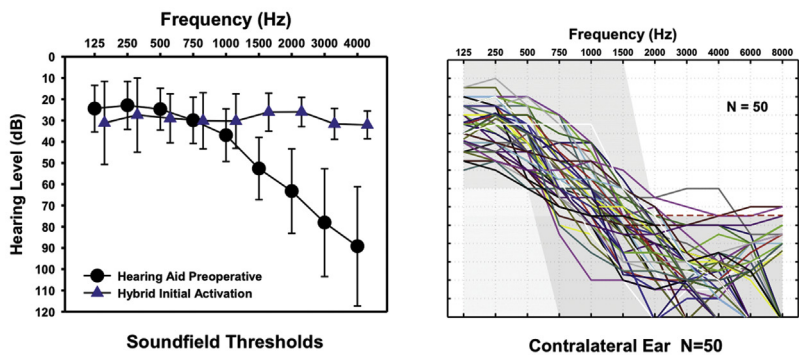 Frequency (Hz)
125 250 500 750 1000 1500 2000 3000 4000
0
10
20
30
40
50
60
70
80
90
100
110
120
Hearing Level (dB)
Hearing Aid Preoperative
Hybrid Initial Activation
Soundfield Thresholds
Frequency (Hz)
125 250 500 750 1000 1500 2000 3000 4000 6000 8000
N = 50
Contralateral Ear N=50